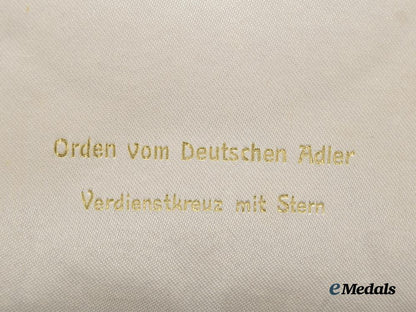 Orden vom Deutschen Adler
Verdienstkreuz mit Stern
eMedals